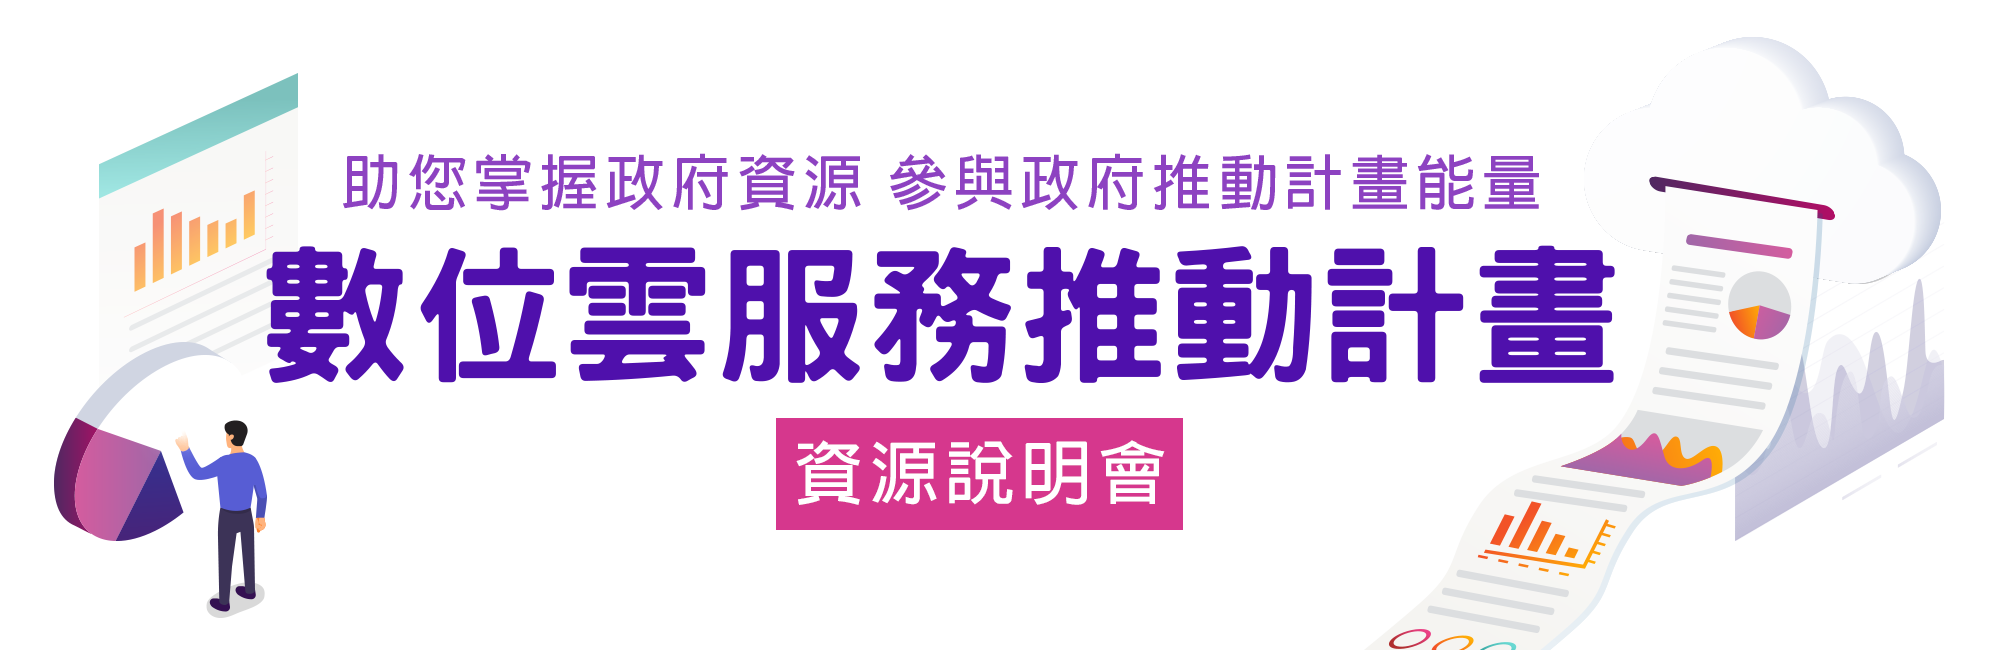 助您掌握政府資源 參與政府推動計畫能量
數位雲服務推動計畫
資源說明會